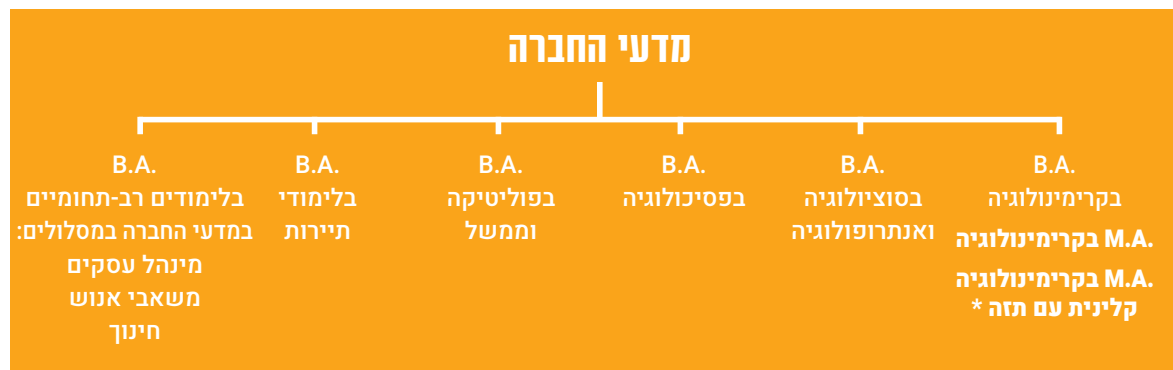 מדעי החברה
B.A.
בקרימינולוגיה
M.A. בקרימינולוגיה
M.A. בקרימינולוגיה
קלינית עם תזה *
B.A.
בסוציולוגיה
ואנתרופולוגיה
B.A.
בפסיכולוגיה
B.A.
בפוליטיקה
וממשל
B.A.
בלימודי
תיירות
B.A.
בלימודים רב-תחומיים
במדעי החברה במסלולים:
מינהל עסקים
משאבי אנוש
חינוך